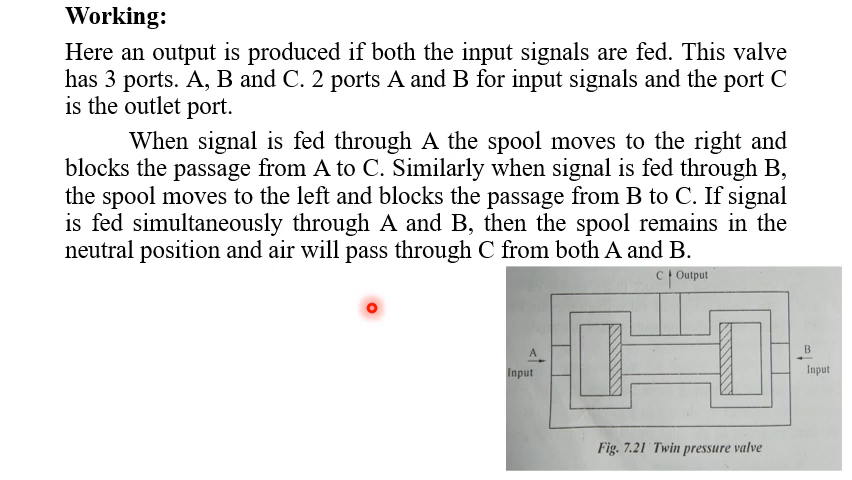 Working:
Here an output is produced if both the input signals are fed. This valve
has 3 ports. A, B and C. 2 ports A and B for input signals and the port C
is the outlet port.
When signal is fed through A the spool moves to the right and
blocks the passage from A to C. Similarly when signal is fed through B,
the spool moves to the left and blocks the passage from B to C. If signal
is fed simultaneously through A and B, then the spool remains in the
neutral position and air will pass through C from both A and B.
C Output
A
Input
B
Input
Fig. 7.21 Twin pressure valve